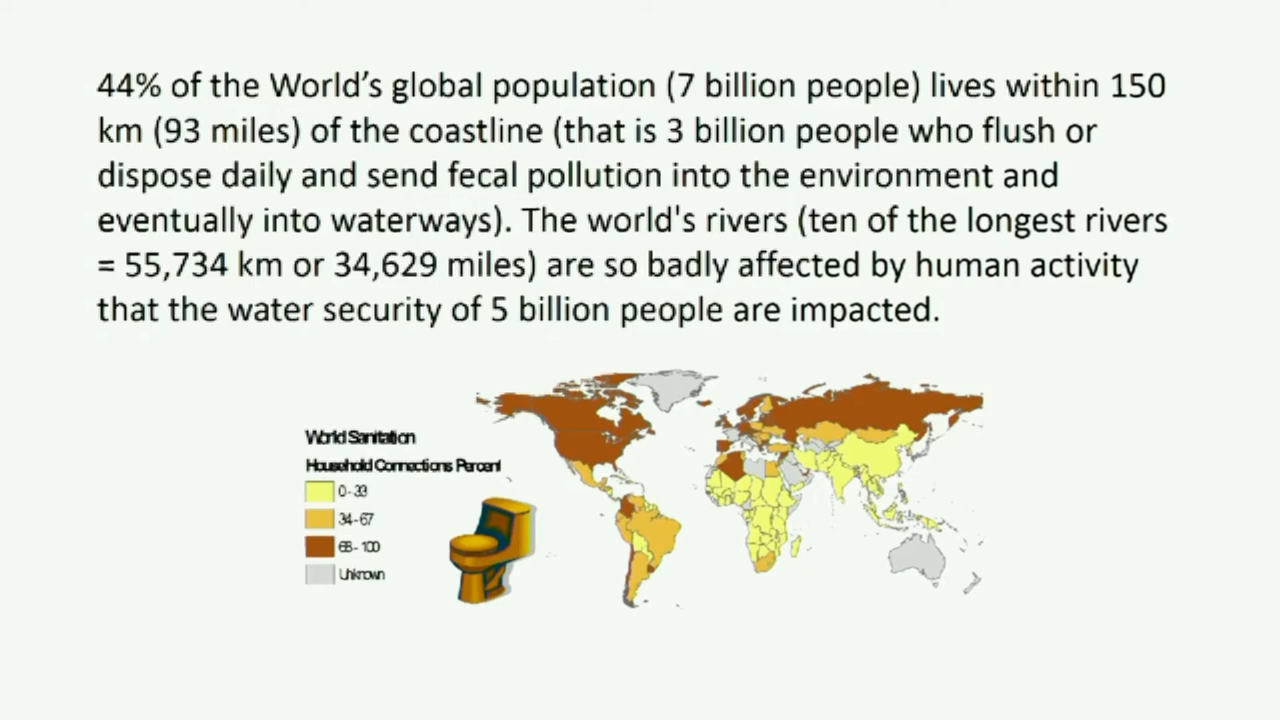 44% of the World’s global population (7 billion people) lives within 150
km (93 miles) of the coastline (that is 3 billion people who flush or
dispose daily and send fecal pollution into the environment and
eventually into waterways). The world's rivers (ten of the longest rivers
= 55,734 km or 34,629 miles) are so badly affected by human activity
that the water security of 5 billion people are impacted.
World Sanitation
Household Connections Percent
0-33
34-67
68-100
Unknown